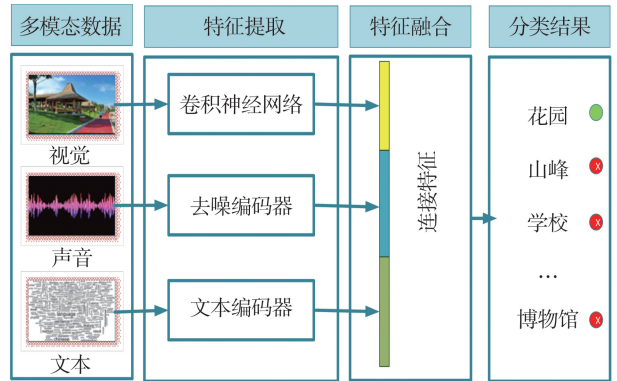 多模态数据
特征提取
特征融合
分类结果
视觉
声音
文本
卷积神经网络
去噪编码器
文本编码器
连接特征
花园
山峰
x
学校
x
...
博物馆
x